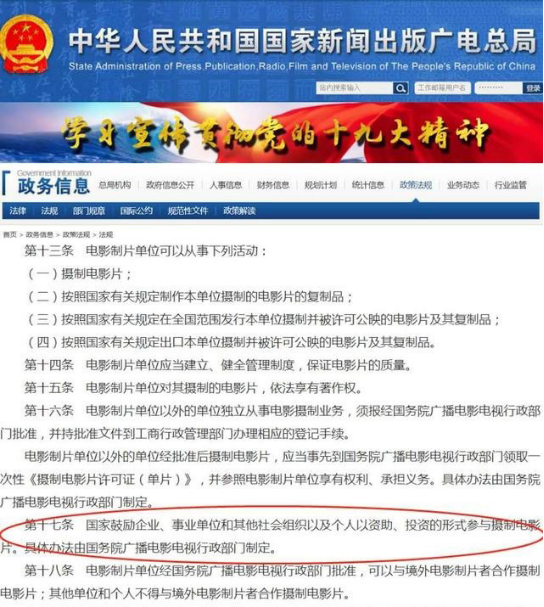 中华人民共和国国家新闻出版广电总局
State Administration of Press,Publication,Radio,Film and Television of The People's Republic of China
站内搜索输入 工作邮箱用户名 登录
学习宣传贯彻党的十九大精神
Government Information
政务信息 总局机构 政府信息公开 人事信息 财务信息 规划计划 统计信息 政策法规 业务动态 行业监管
法律 法规 部门规章 国际公约 规范性文件 政策解读
首页 > 政务信息 > 政策法规 > 法规
第十三条 电影制片单位可以从事下列活动：
（一）摄制电影片；
（二）按照国家有关规定制作本单位摄制的电影片的复制品；
（三）按照国家有关规定在全国范围发行本单位摄制并被许可公映的电影片及其复制品；
（四）按照国家有关规定出口本单位摄制并被许可公映的电影片及其复制品。
第十四条 电影制片单位应当建立、健全管理制度，保证电影片的质量。
第十五条 电影制片单位对其摄制的电影片，依法享有著作权。
第十六条 电影制片单位以外的单位独立从事电影摄制业务，须报经国务院广播电影电视行政部
门批准，并持批准文件到工商行政管理部门办理相应的登记手续。
电影制片单位以外的单位经批准后摄制电影片，应当事先到国务院广播电影电视行政部门领取一
次性《摄制电影片许可证（单片）》，并参照电影制片单位享有权利、承担义务。具体办法由国务院
广播电影电视行政部门制定。
第十七条 国家鼓励企业、事业单位和其他社会组织以及个人以资助、投资的形式参与摄制电影
片。具体办法由国务院广播电影电视行政部门制定。
第十八条 电影制片单位经国务院广播电影电视行政部门批准，可以与境外电影制片者合作摄制
电影片；其他单位和个人不得与境外电影制片者合作摄制电影片。